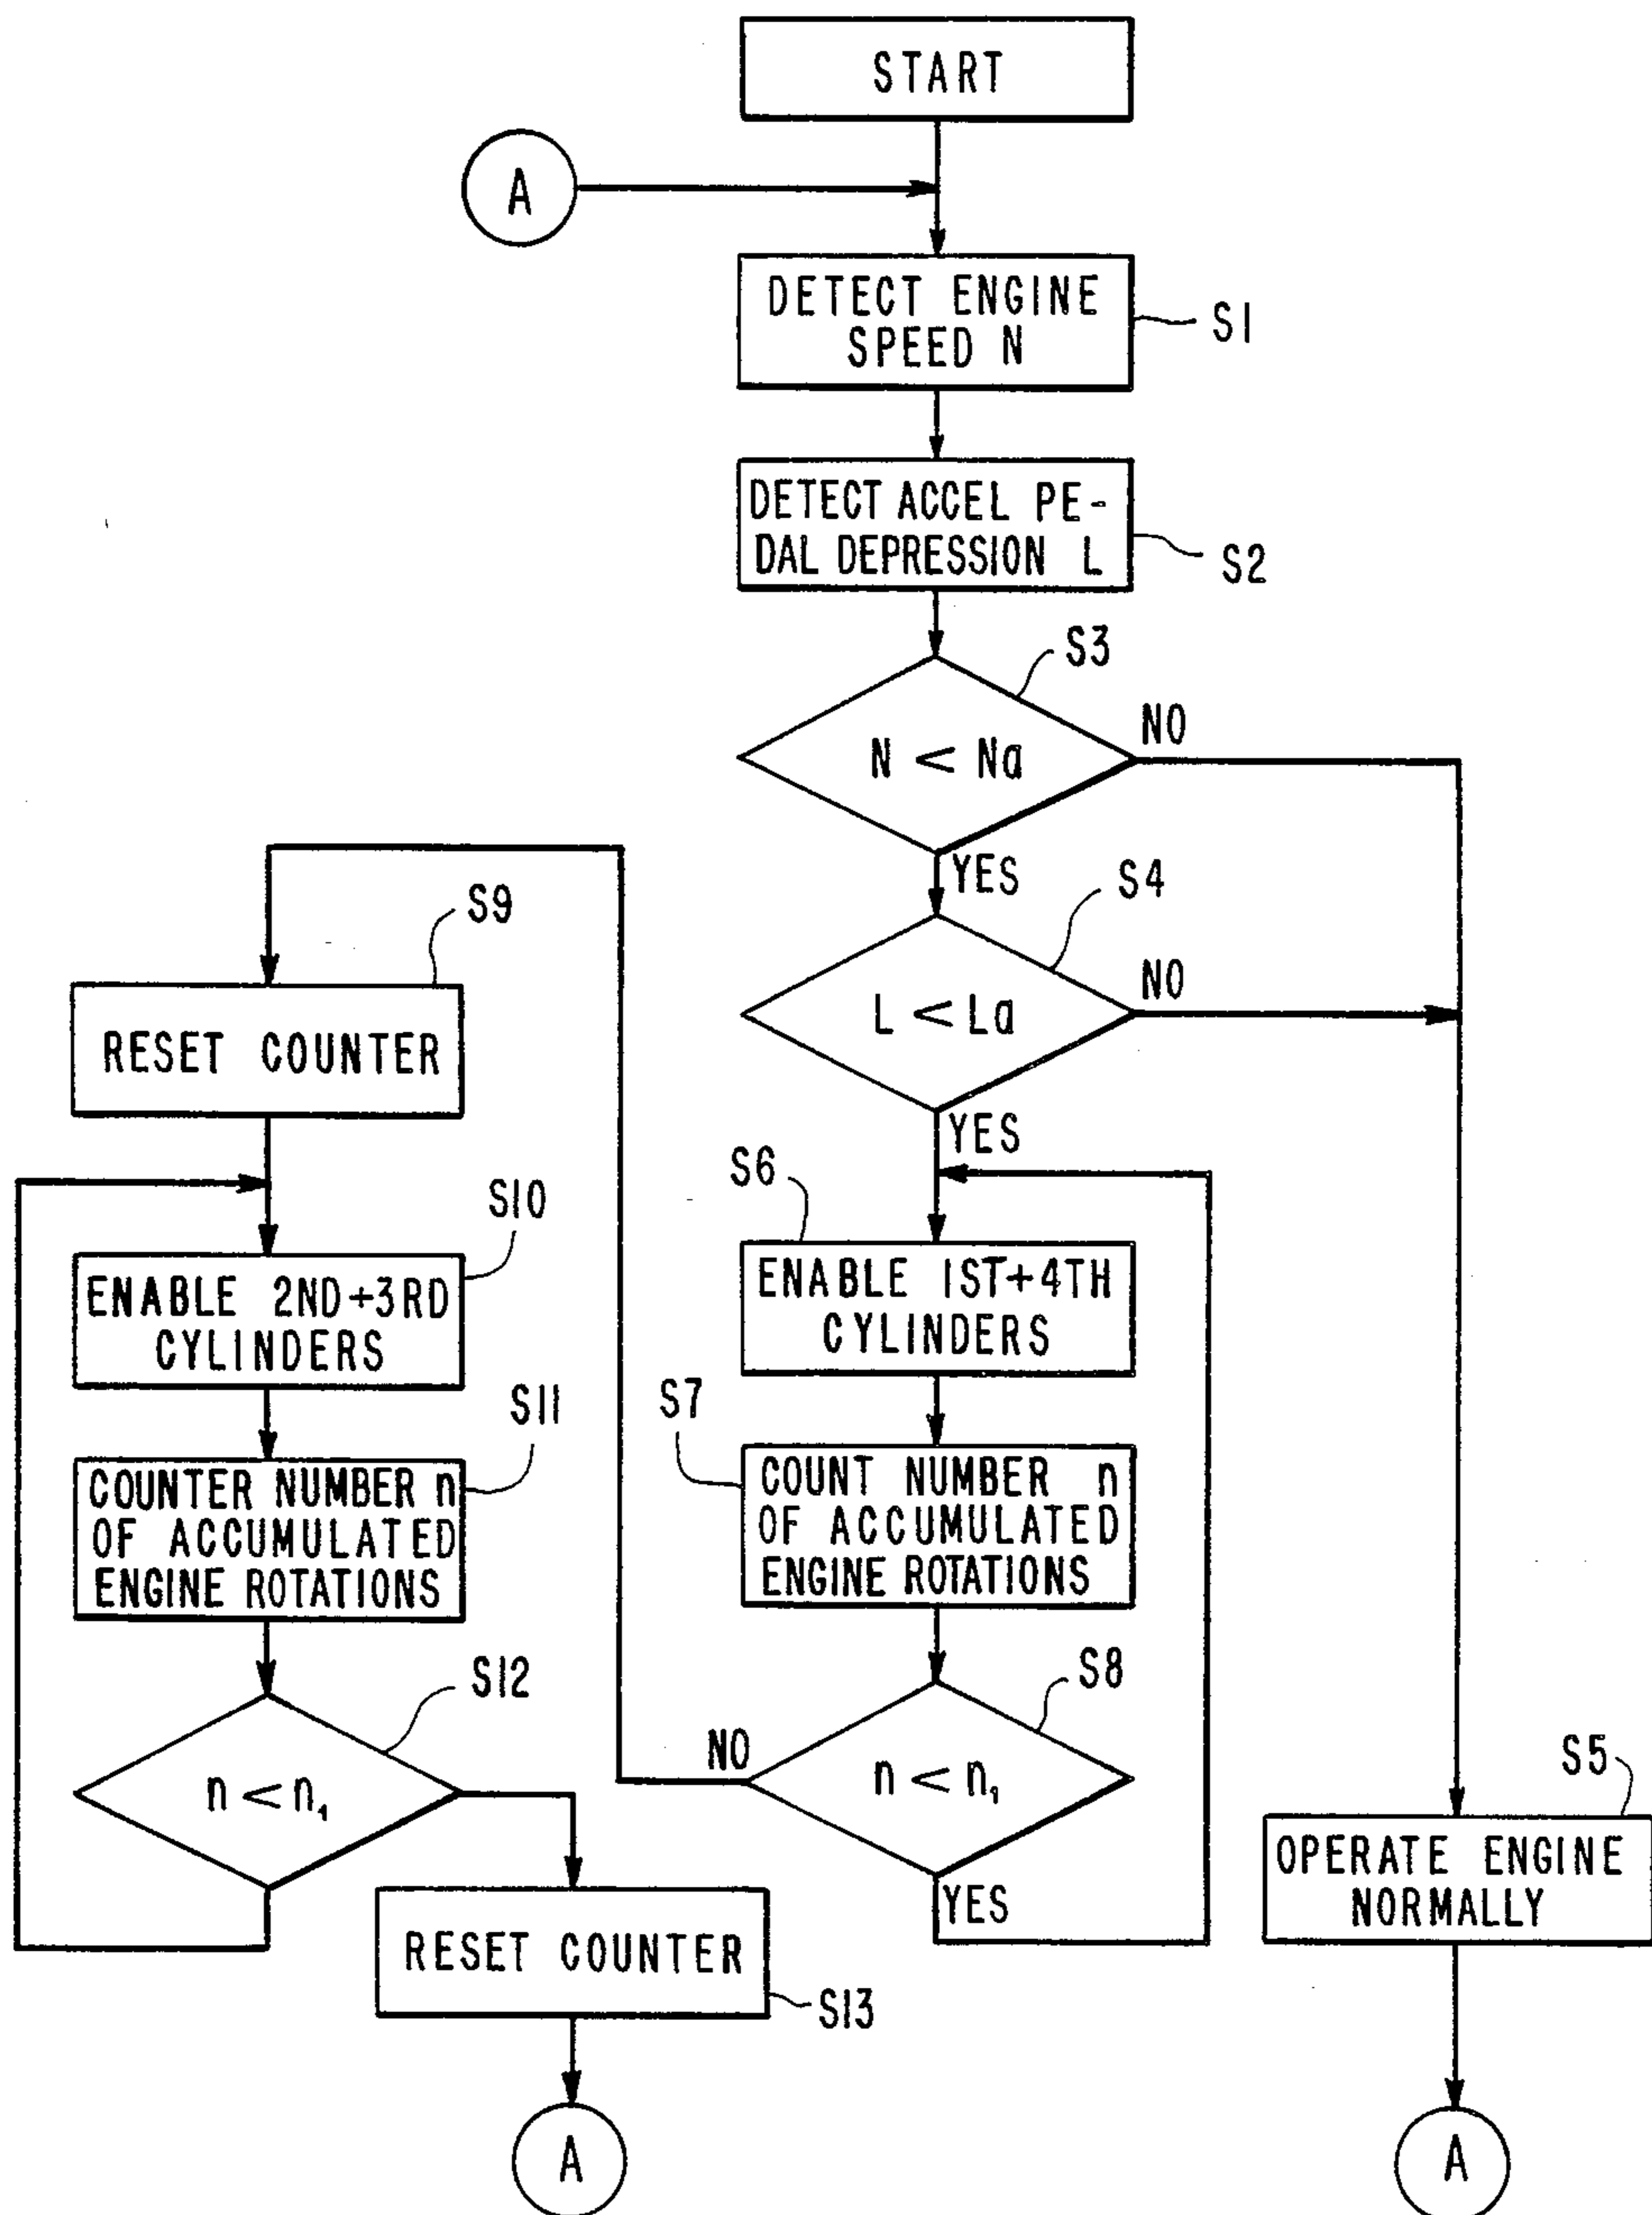 START
A
DETECT ENGINE
SPEED N
S1
DETECT ACCEL PE-
DAL DEPRESSION L
S2
S3
N < Na
NO
YES
S4
L < La
NO
YES
S9
RESET COUNTER
S10
ENABLE 2ND+3RD
CYLINDERS
S11
COUNTER NUMBER n
OF ACCUMULATED
ENGINE ROTATIONS
S12
n < n₁
S6
ENABLE 1ST+4TH
CYLINDERS
S7
COUNT NUMBER n
OF ACCUMULATED
ENGINE ROTATIONS
S8
NO
n < n₁
YES
S5
OPERATE ENGINE
NORMALLY
RESET COUNTER
S13
A
A